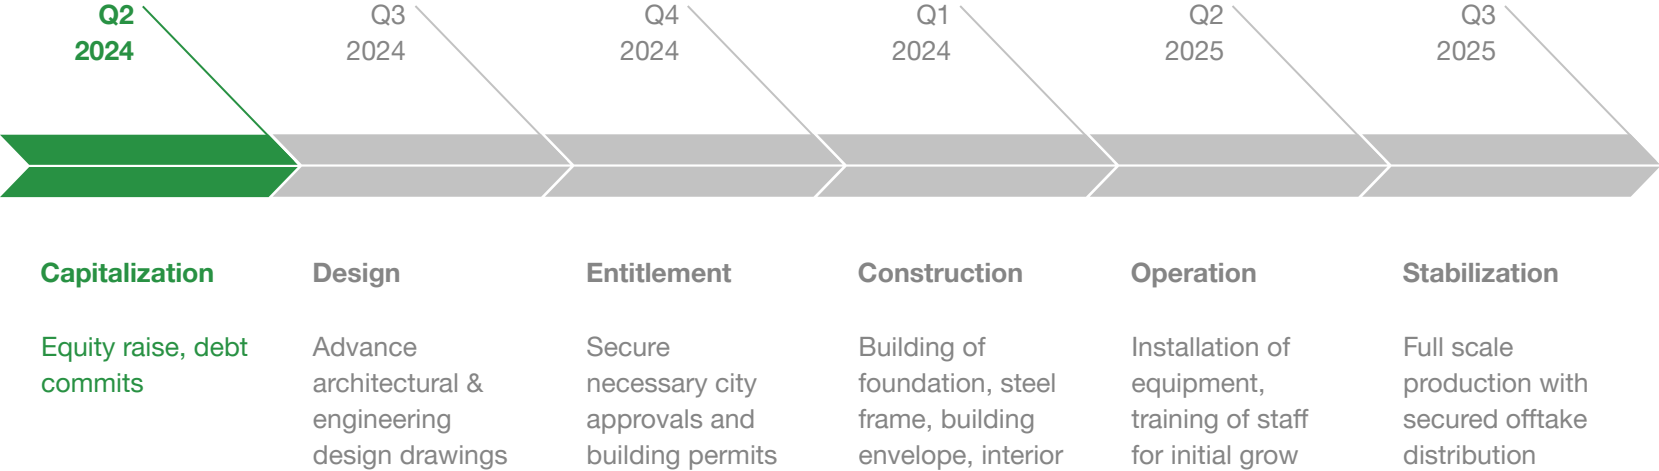 Q2
2024
Q3
2024
Q4
2024
Q1
2024
Q2
2025
Q3
2025
Capitalization
Equity raise, debt
commits
Design
Advance
architectural &
engineering
design drawings
Entitlement
Secure
necessary city
approvals and
building permits
Construction
Building of
foundation, steel
frame, building
envelope, interior
Operation
Installation of
equipment,
training of staff
for initial grow
Stabilization
Full scale
production with
secured offtake
distribution